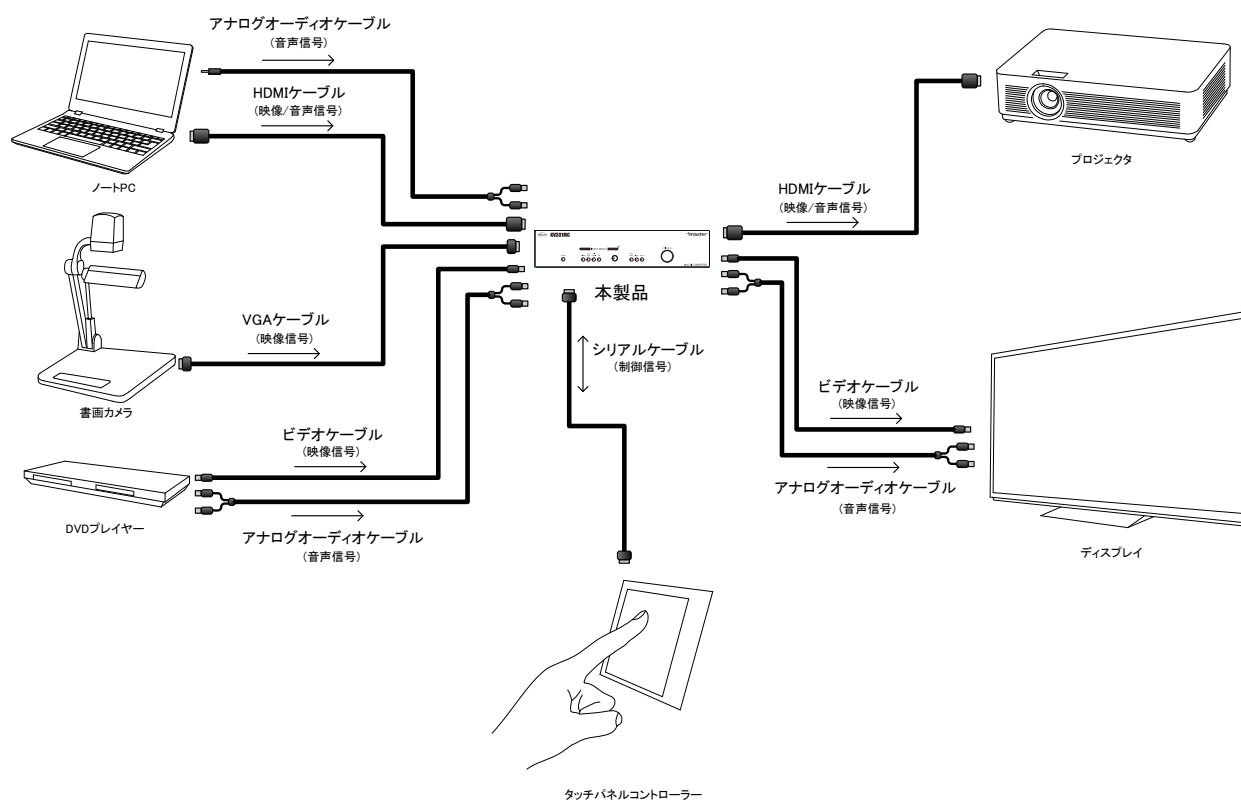 アナログオーディオケーブル
(音声信号)
HDMIケーブル
(映像/音声信号)
ノートPC
プロジェクタ
HDMIケーブル
(映像/音声信号)
KV301MC
本製品
VGAケーブル
(映像信号)
シリアルケーブル
(制御信号)
書画カメラ
ビデオケーブル
(映像信号)
ビデオケーブル
(映像信号)
アナログオーディオケーブル
(音声信号)
DVDプレイヤー
アナログオーディオケーブル
(音声信号)
ディスプレイ
タッチパネルコントローラー